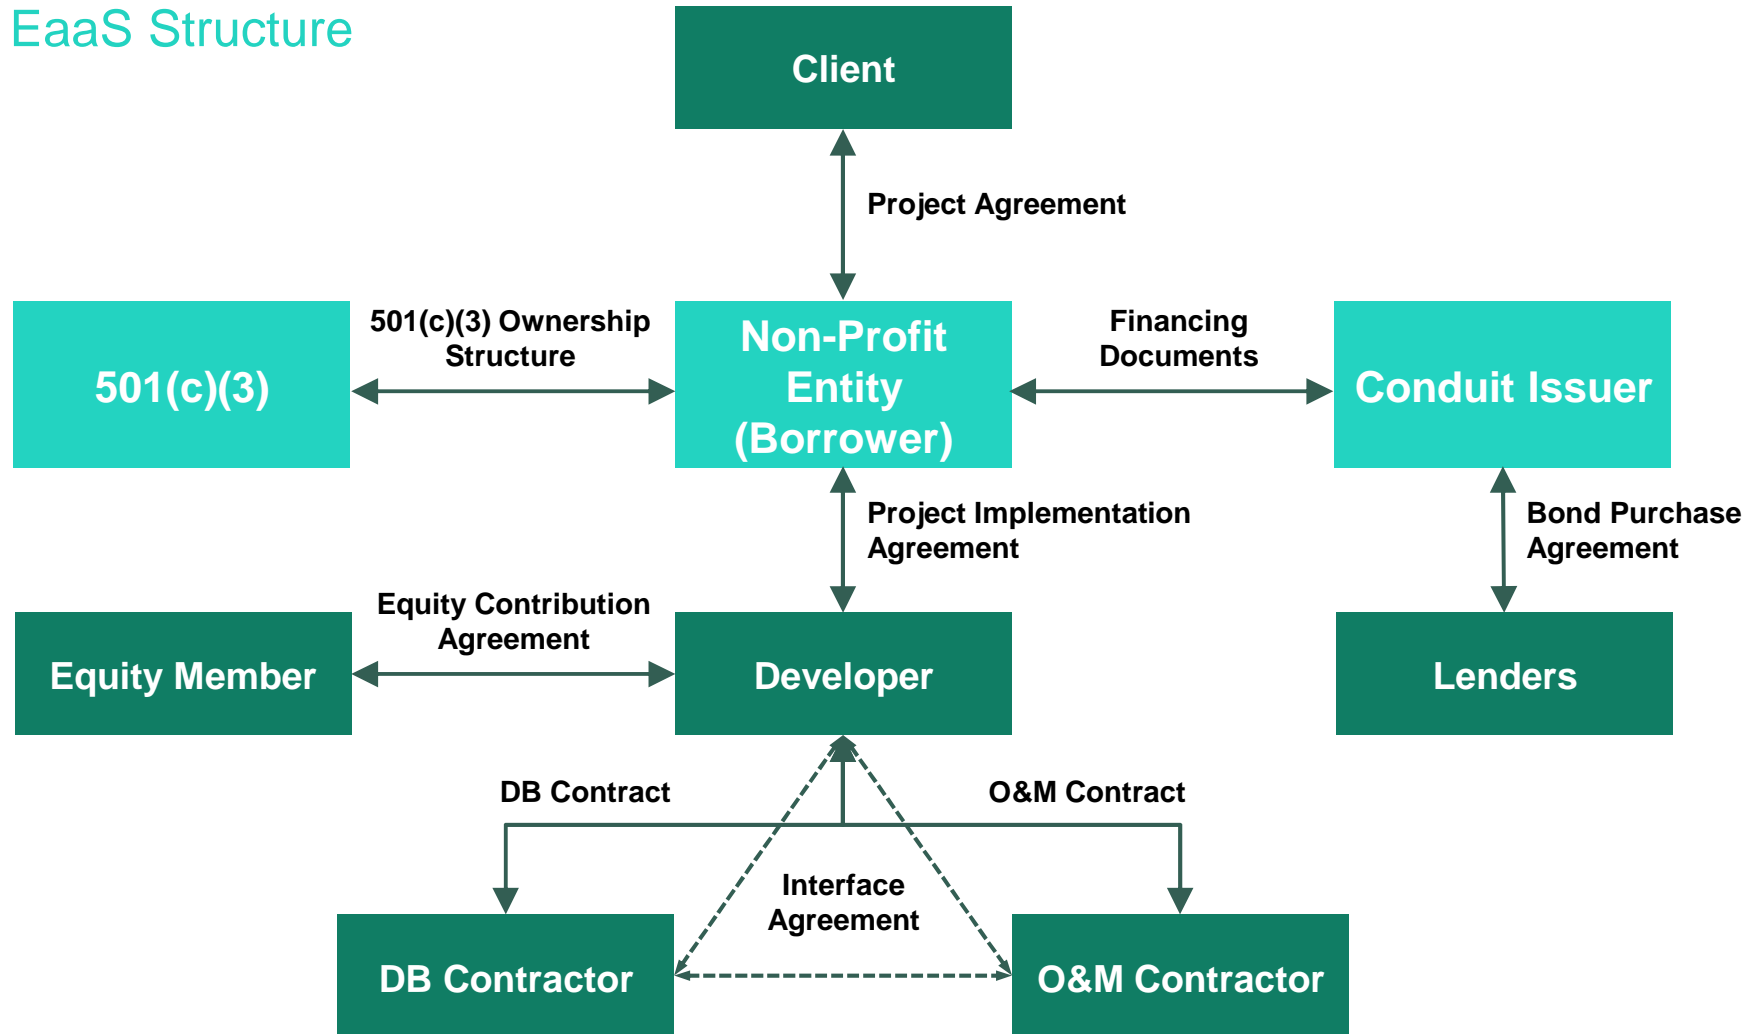 EaaS Structure
Client
Project Agreement
501(c)(3) Ownership
Structure
Financing
Documents
501(c)(3)
Non-Profit
Entity
(Borrower)
Conduit Issuer
Project Implementation
Agreement
Bond Purchase
Agreement
Equity Contribution
Agreement
Equity Member
Developer
Lenders
DB Contract
O&M Contract
Interface
Agreement
DB Contractor
O&M Contractor